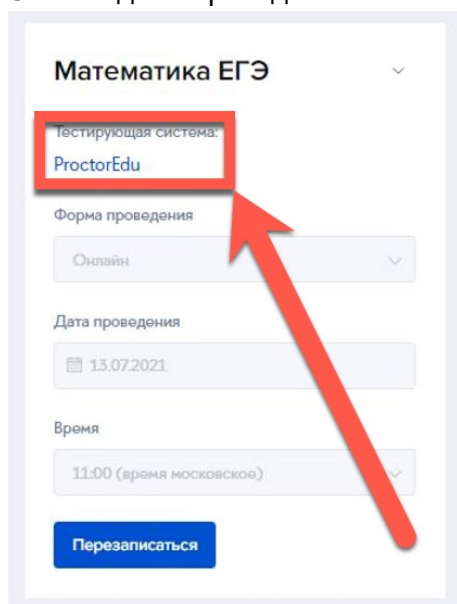 Математика ЕГЭ
Тестирующая система:
ProctorEdu
Форма проведения
Онлайн
Дата проведения
13.07.2021
Время
11:00 (время московское)
Перезаписаться